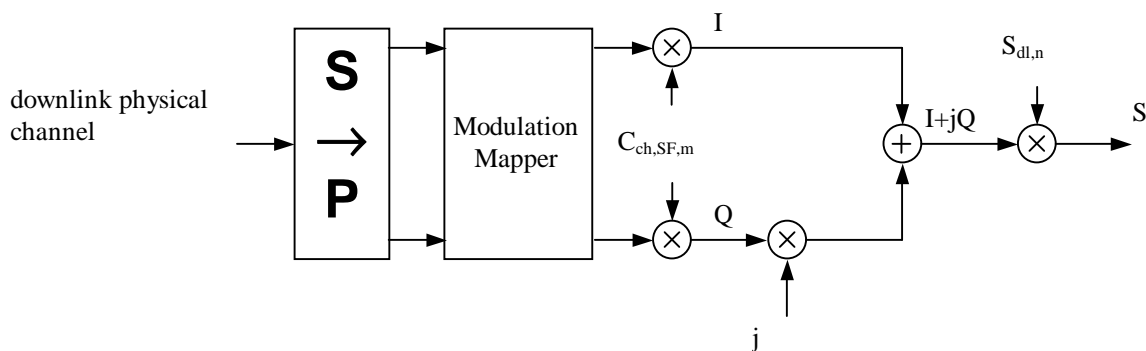 downlink physical
channel
S
→
P
Modulation
Mapper
I
C_ch,SF,m
Q
j
I+jQ
S_dl,n
S